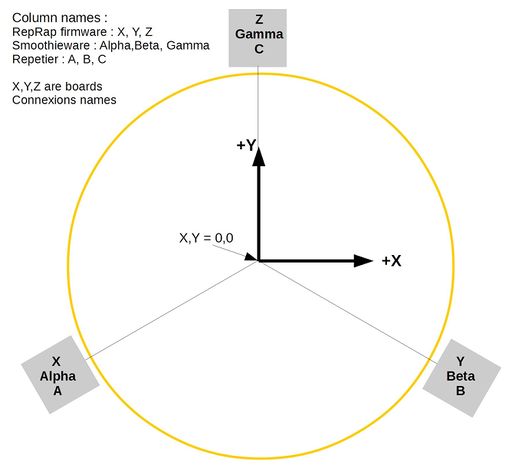 Column names :
RepRap firmware : X, Y, Z
Smoothieware : Alpha,Beta, Gamma
Repetier : A, B, C
X,Y,Z are boards
Connexions names
Z
Gamma
C
+Y
X,Y = 0,0
+X
X
Alpha
A
Y
Beta
B